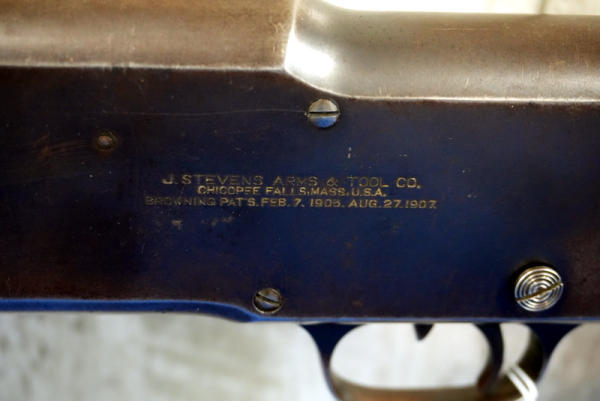 J. STEVENS ARMS & TOOL CO.
CHICOPEE FALLS, MASS. U.S.A.
BROWNING PAT'S. FEB. 7. 1905. AUG. 27. 1907.